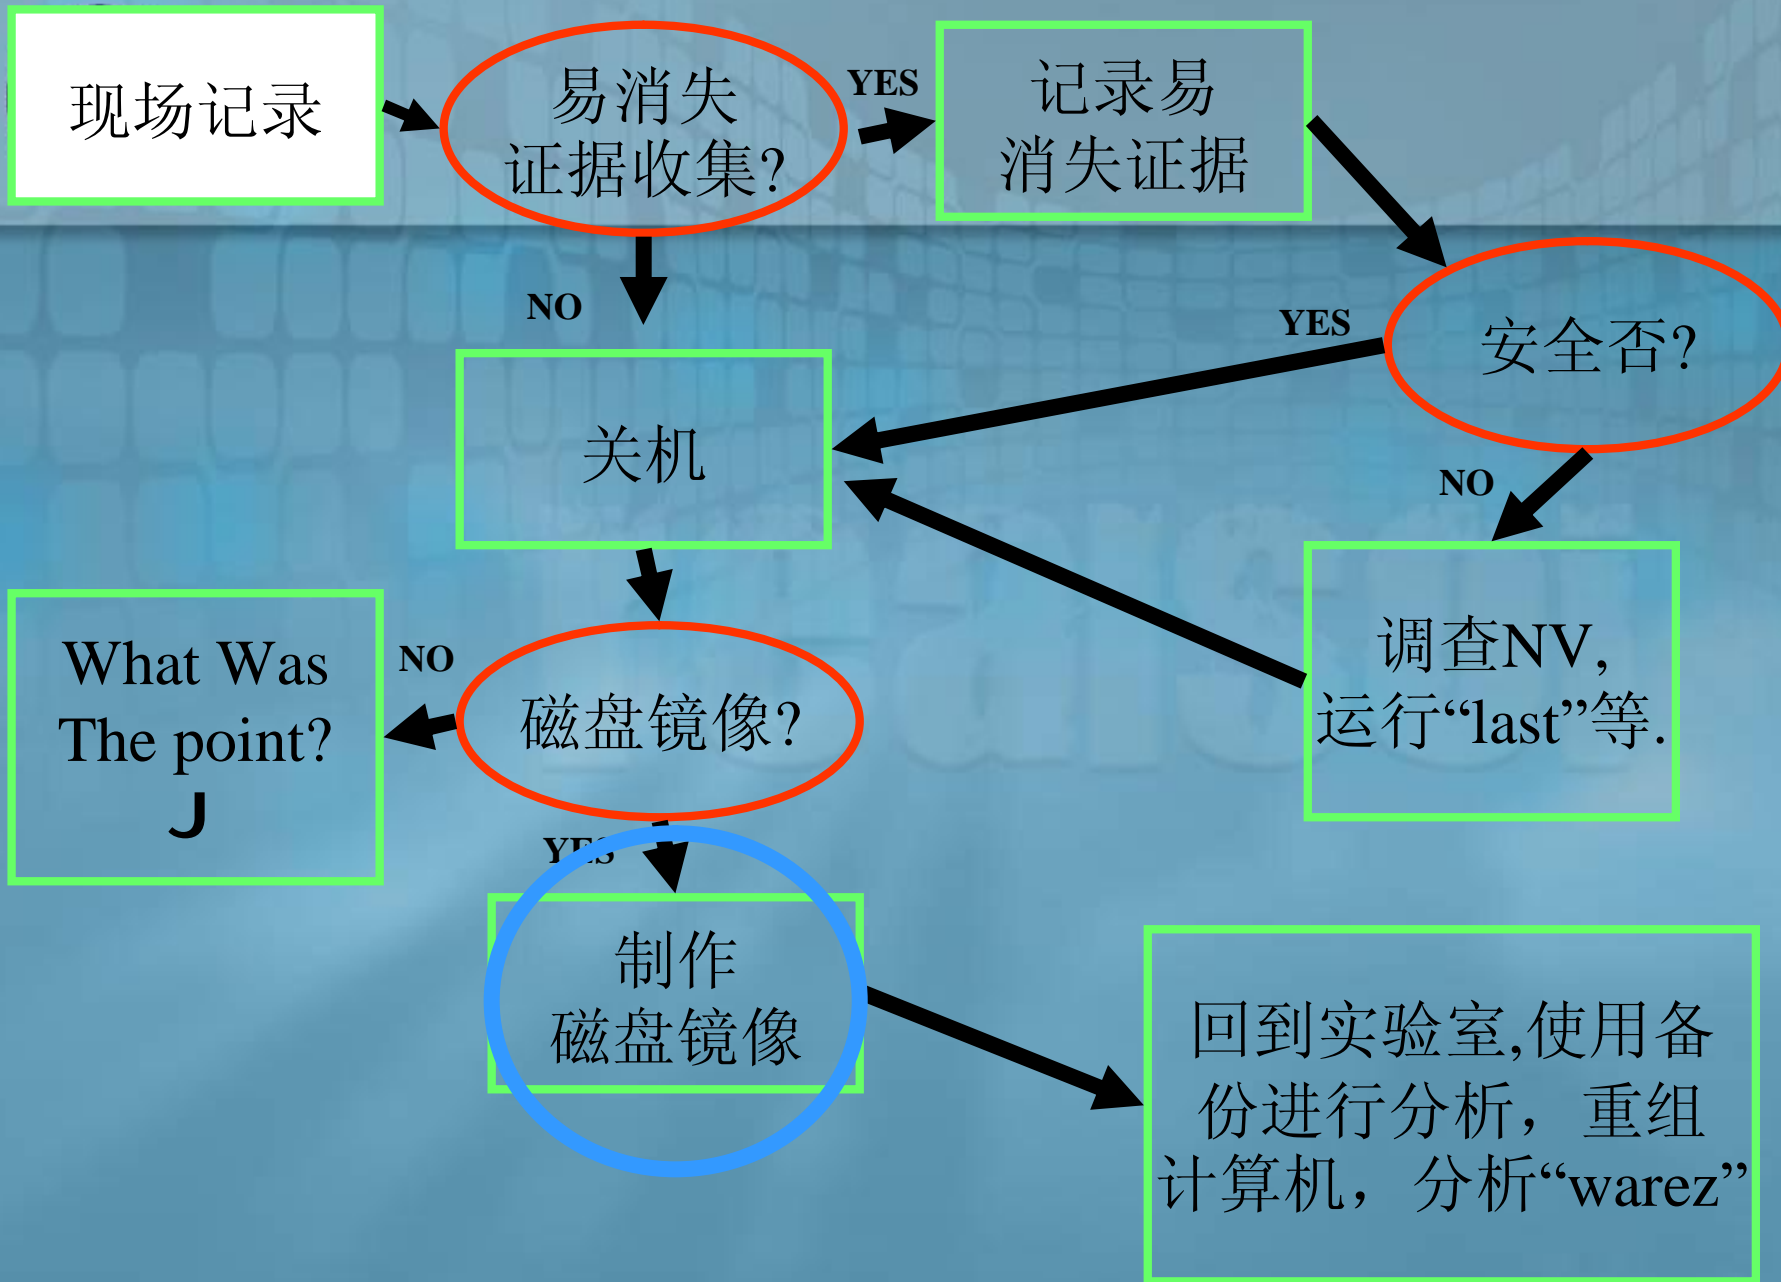 现场记录
易消失
证据收集?
YES
记录易
消失证据
NO
YES
安全否?
关机
NO
调查NV,
运行“last”等.
What Was
The point?
J
NO
磁盘镜像?
YES
制作
磁盘镜像
回到实验室,使用备
份进行分析，重组
计算机，分析“warez”